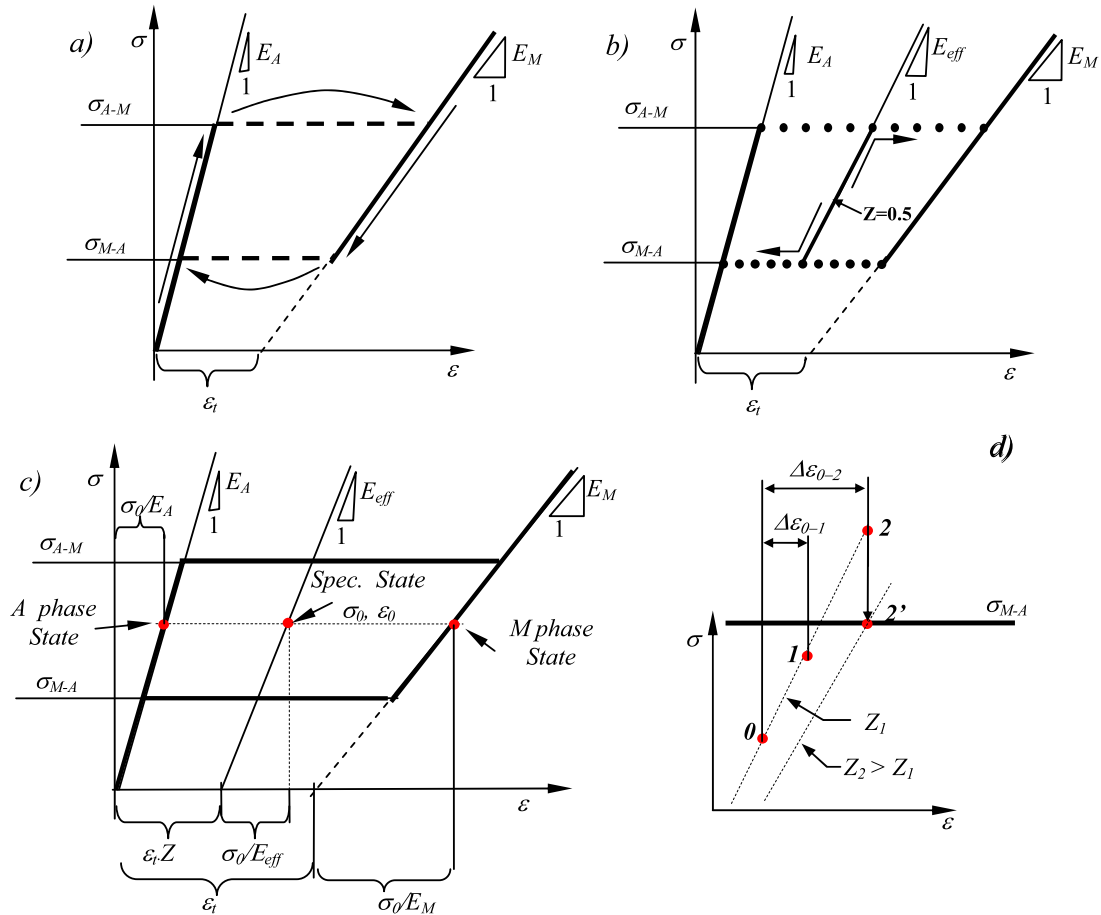 a)
σ
E_A
1
E_M
1
σ_A-M
σ_M-A
ε
ε_t
b)
σ
E_A
1
E_eff
1
E_M
1
σ_A-M
Z=0.5
σ_M-A
ε
ε_t
c)
σ
E_A
1
E_eff
1
E_M
1
σ_0/E_A
σ_A-M
Spec. State
σ_0, ε_0
A phase
State
M phase
State
σ_M-A
ε
ε_t.Z
σ_0/E_eff
ε_t
σ_0/E_M
d)
Δε_0–2
Δε_0–1
2
σ_M-A
2’
σ
1
0
Z_1
Z_2 > Z_1
ε